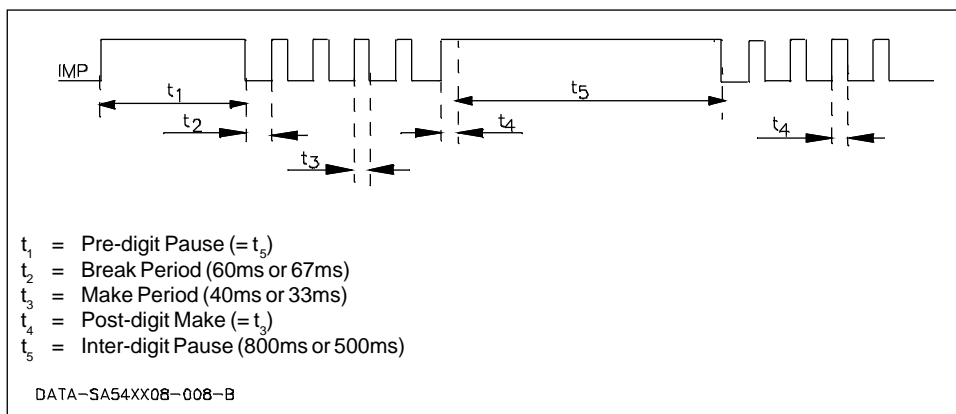 IMP
t₁
t₅
t₂
t₄
t₄
t₃
t₁ = Pre-digit Pause (= t₅)
t₂ = Break Period (60ms or 67ms)
t₃ = Make Period (40ms or 33ms)
t₄ = Post-digit Make (= t₃)
t₅ = Inter-digit Pause (800ms or 500ms)
DATA-SA54XX08-008-B